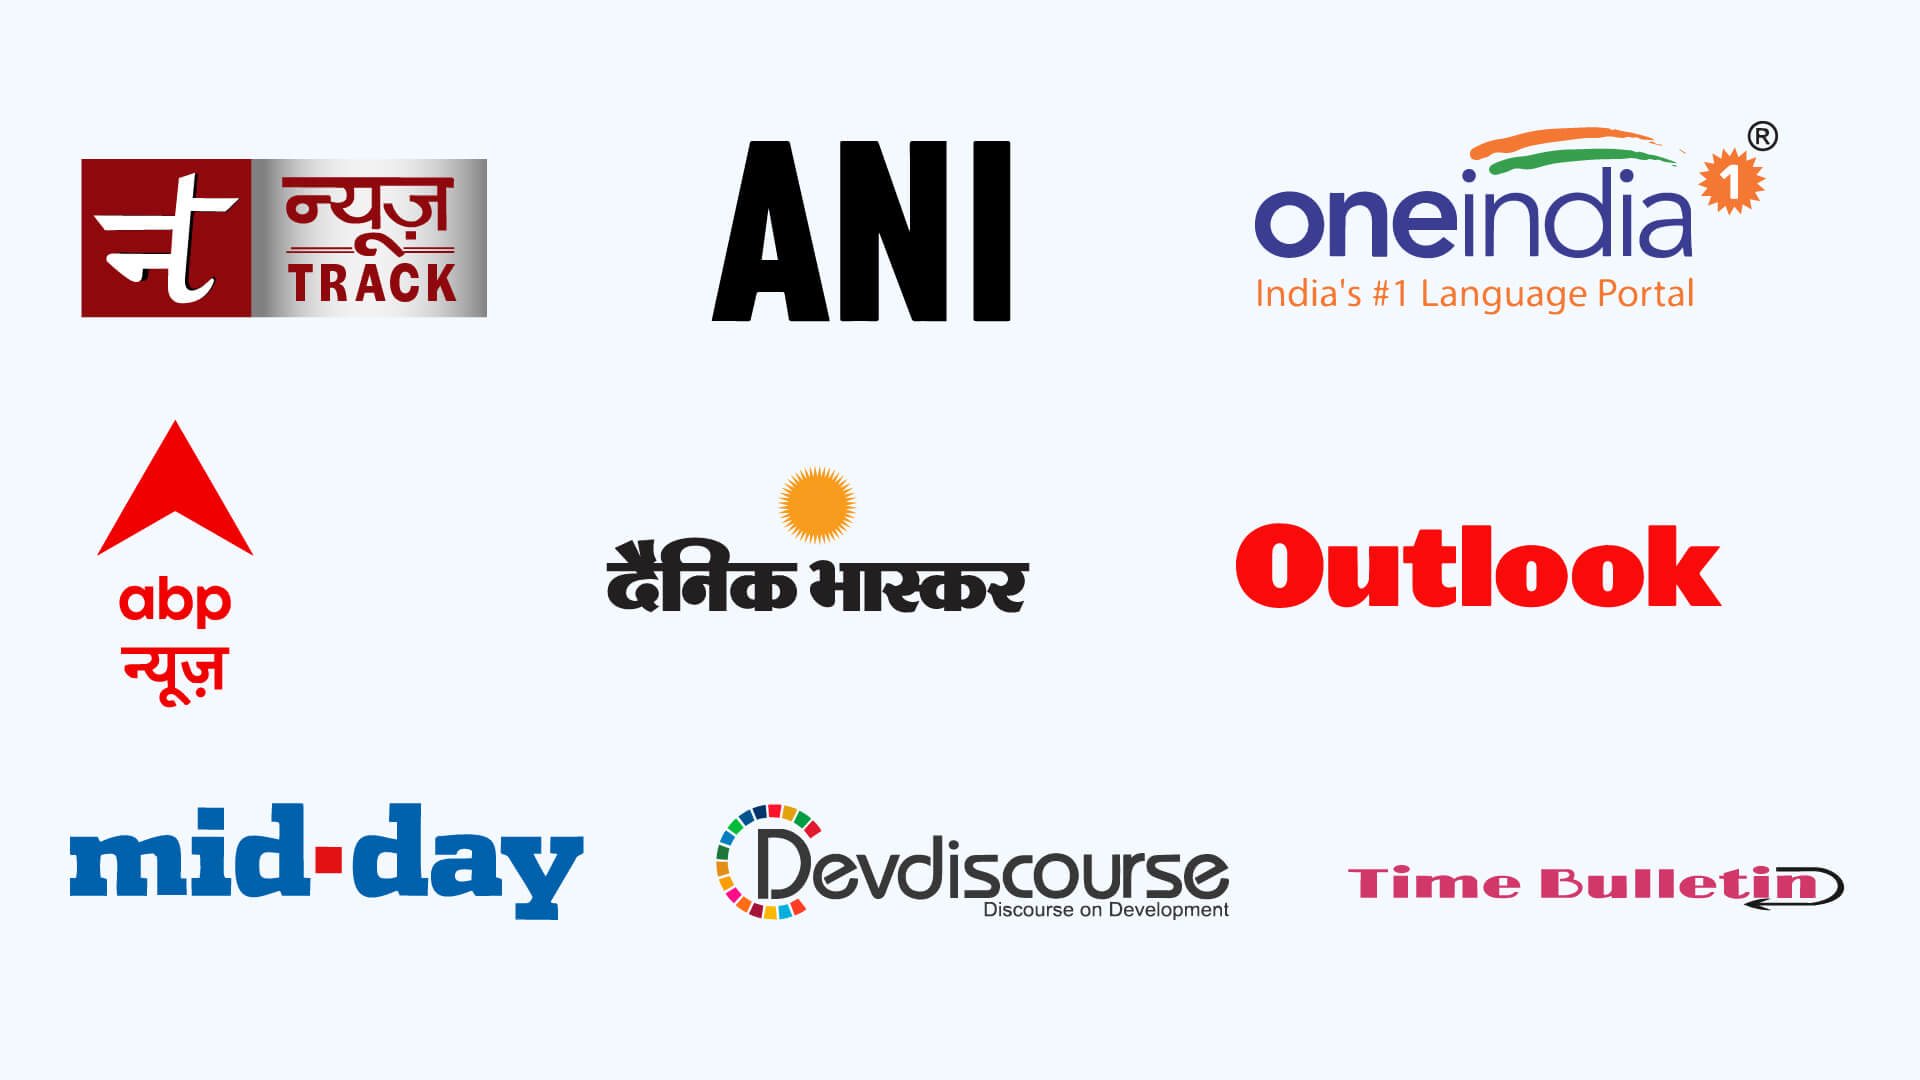 न्यूज़
TRACK
ANI
oneindia
1
®
India's #1 Language Portal
abp
न्यूज़
दैनिक भास्कर
Outlook
mid-day
Devdiscourse
Discourse on Development
Time Bulletin